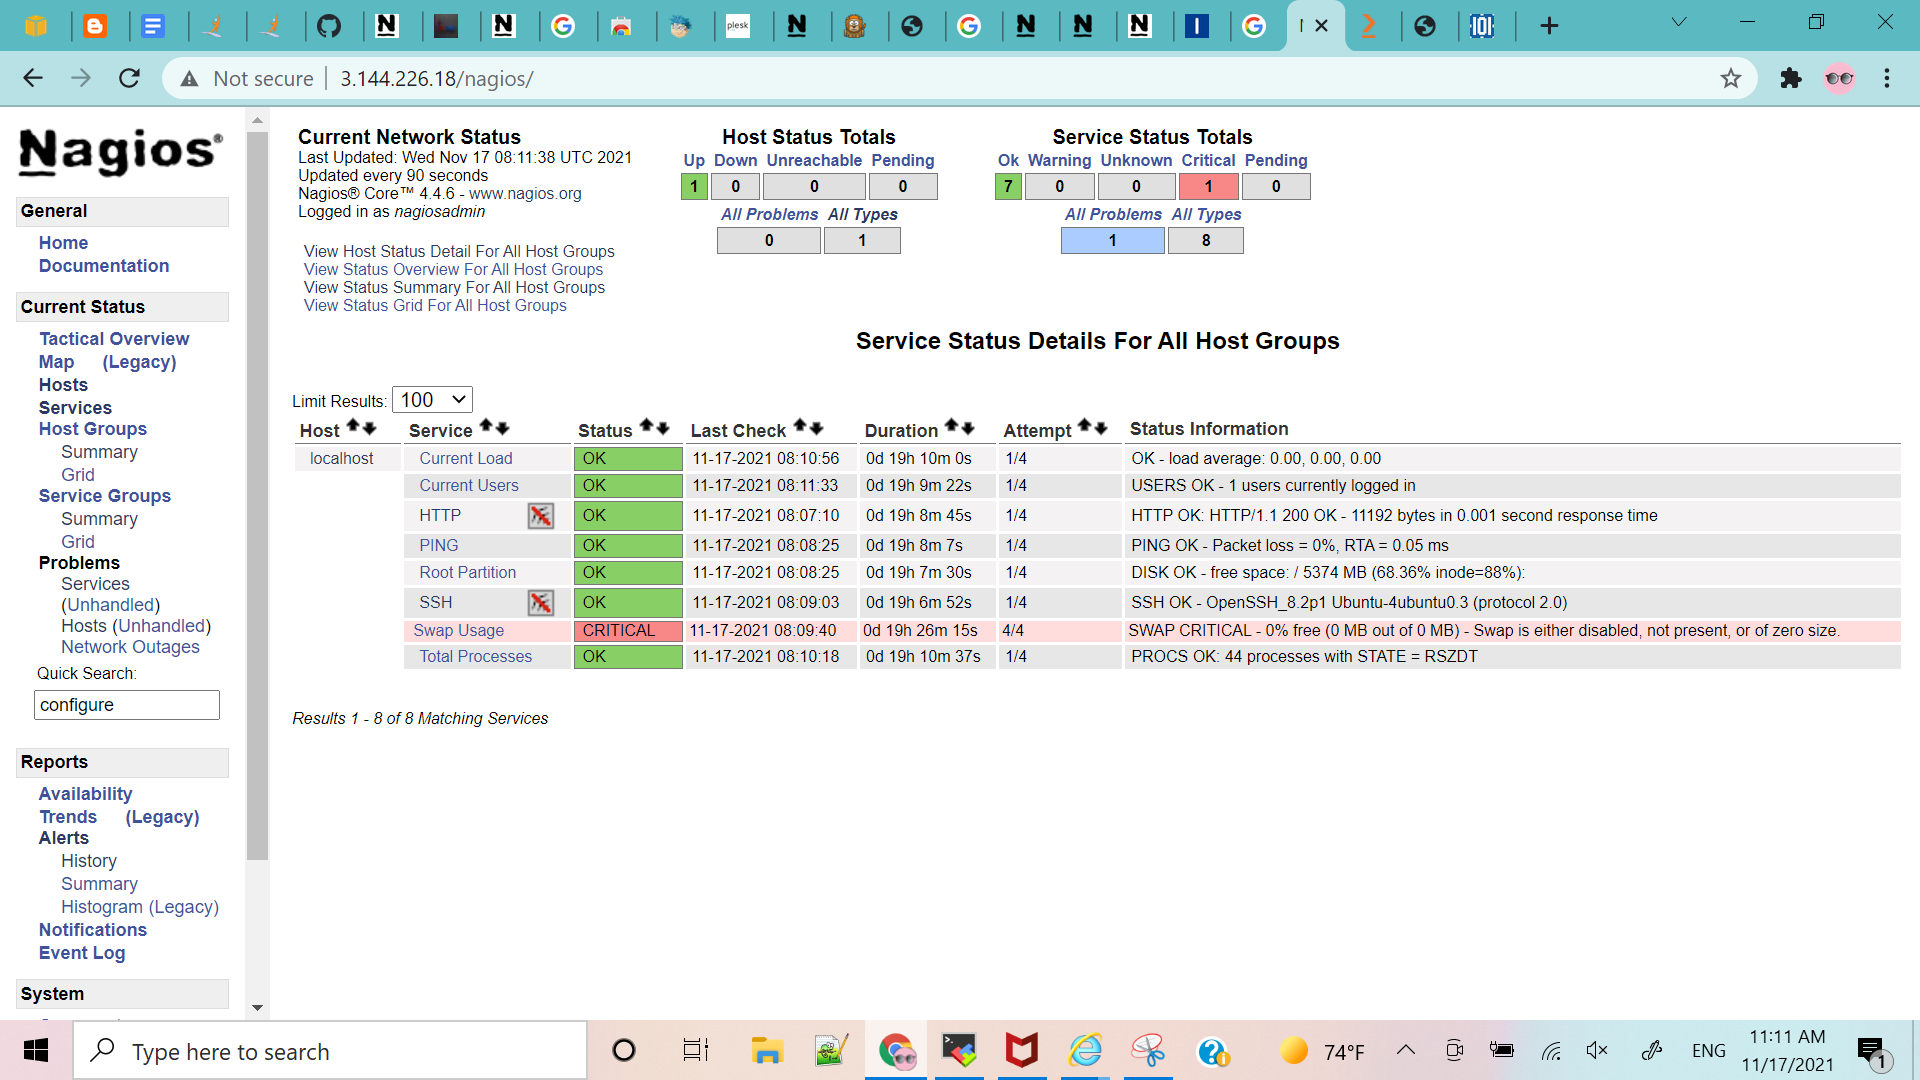 plesk
Not secure | 3.144.226.18/nagios/
Nagios®
General
Home
Documentation
Current Status
Tactical Overview
Map (Legacy)
Hosts
Services
Host Groups
Summary
Grid
Service Groups
Summary
Grid
Problems
Services
(Unhandled)
Hosts (Unhandled)
Network Outages
Quick Search:
configure
Reports
Availability
Trends (Legacy)
Alerts
History
Summary
Histogram (Legacy)
Notifications
Event Log
System
Current Network Status
Last Updated: Wed Nov 17 08:11:38 UTC 2021
Updated every 90 seconds
Nagios® Core™ 4.4.6 - www.nagios.org
Logged in as nagiosadmin
View Host Status Detail For All Host Groups
View Status Overview For All Host Groups
View Status Summary For All Host Groups
View Status Grid For All Host Groups
Host Status Totals
Up Down Unreachable Pending
1 0 0 0
All Problems All Types
0 1
Service Status Totals
Ok Warning Unknown Critical Pending
7 0 0 1 0
All Problems All Types
1 8
Service Status Details For All Host Groups
Limit Results: 100
Host Service Status Last Check Duration Attempt Status Information
localhost Current Load OK 11-17-2021 08:10:56 0d 19h 10m 0s 1/4 OK - load average: 0.00, 0.00, 0.00
Current Users OK 11-17-2021 08:11:33 0d 19h 9m 22s 1/4 USERS OK - 1 users currently logged in
HTTP OK 11-17-2021 08:07:10 0d 19h 8m 45s 1/4 HTTP OK: HTTP/1.1 200 OK - 11192 bytes in 0.001 second response time
PING OK 11-17-2021 08:08:25 0d 19h 8m 7s 1/4 PING OK - Packet loss = 0%, RTA = 0.05 ms
Root Partition OK 11-17-2021 08:08:25 0d 19h 7m 30s 1/4 DISK OK - free space: / 5374 MB (68.36% inode=88%):
SSH OK 11-17-2021 08:09:03 0d 19h 6m 52s 1/4 SSH OK - OpenSSH_8.2p1 Ubuntu-4ubuntu0.3 (protocol 2.0)
Swap Usage CRITICAL 11-17-2021 08:09:40 0d 19h 26m 15s 4/4 SWAP CRITICAL - 0% free (0 MB out of 0 MB) - Swap is either disabled, not present, or of zero size.
Total Processes OK 11-17-2021 08:10:18 0d 19h 10m 37s 1/4 PROCS OK: 44 processes with STATE = RSZDT
Results 1 - 8 of 8 Matching Services
Type here to search
74°F
ENG
11:11 AM
11/17/2021
1